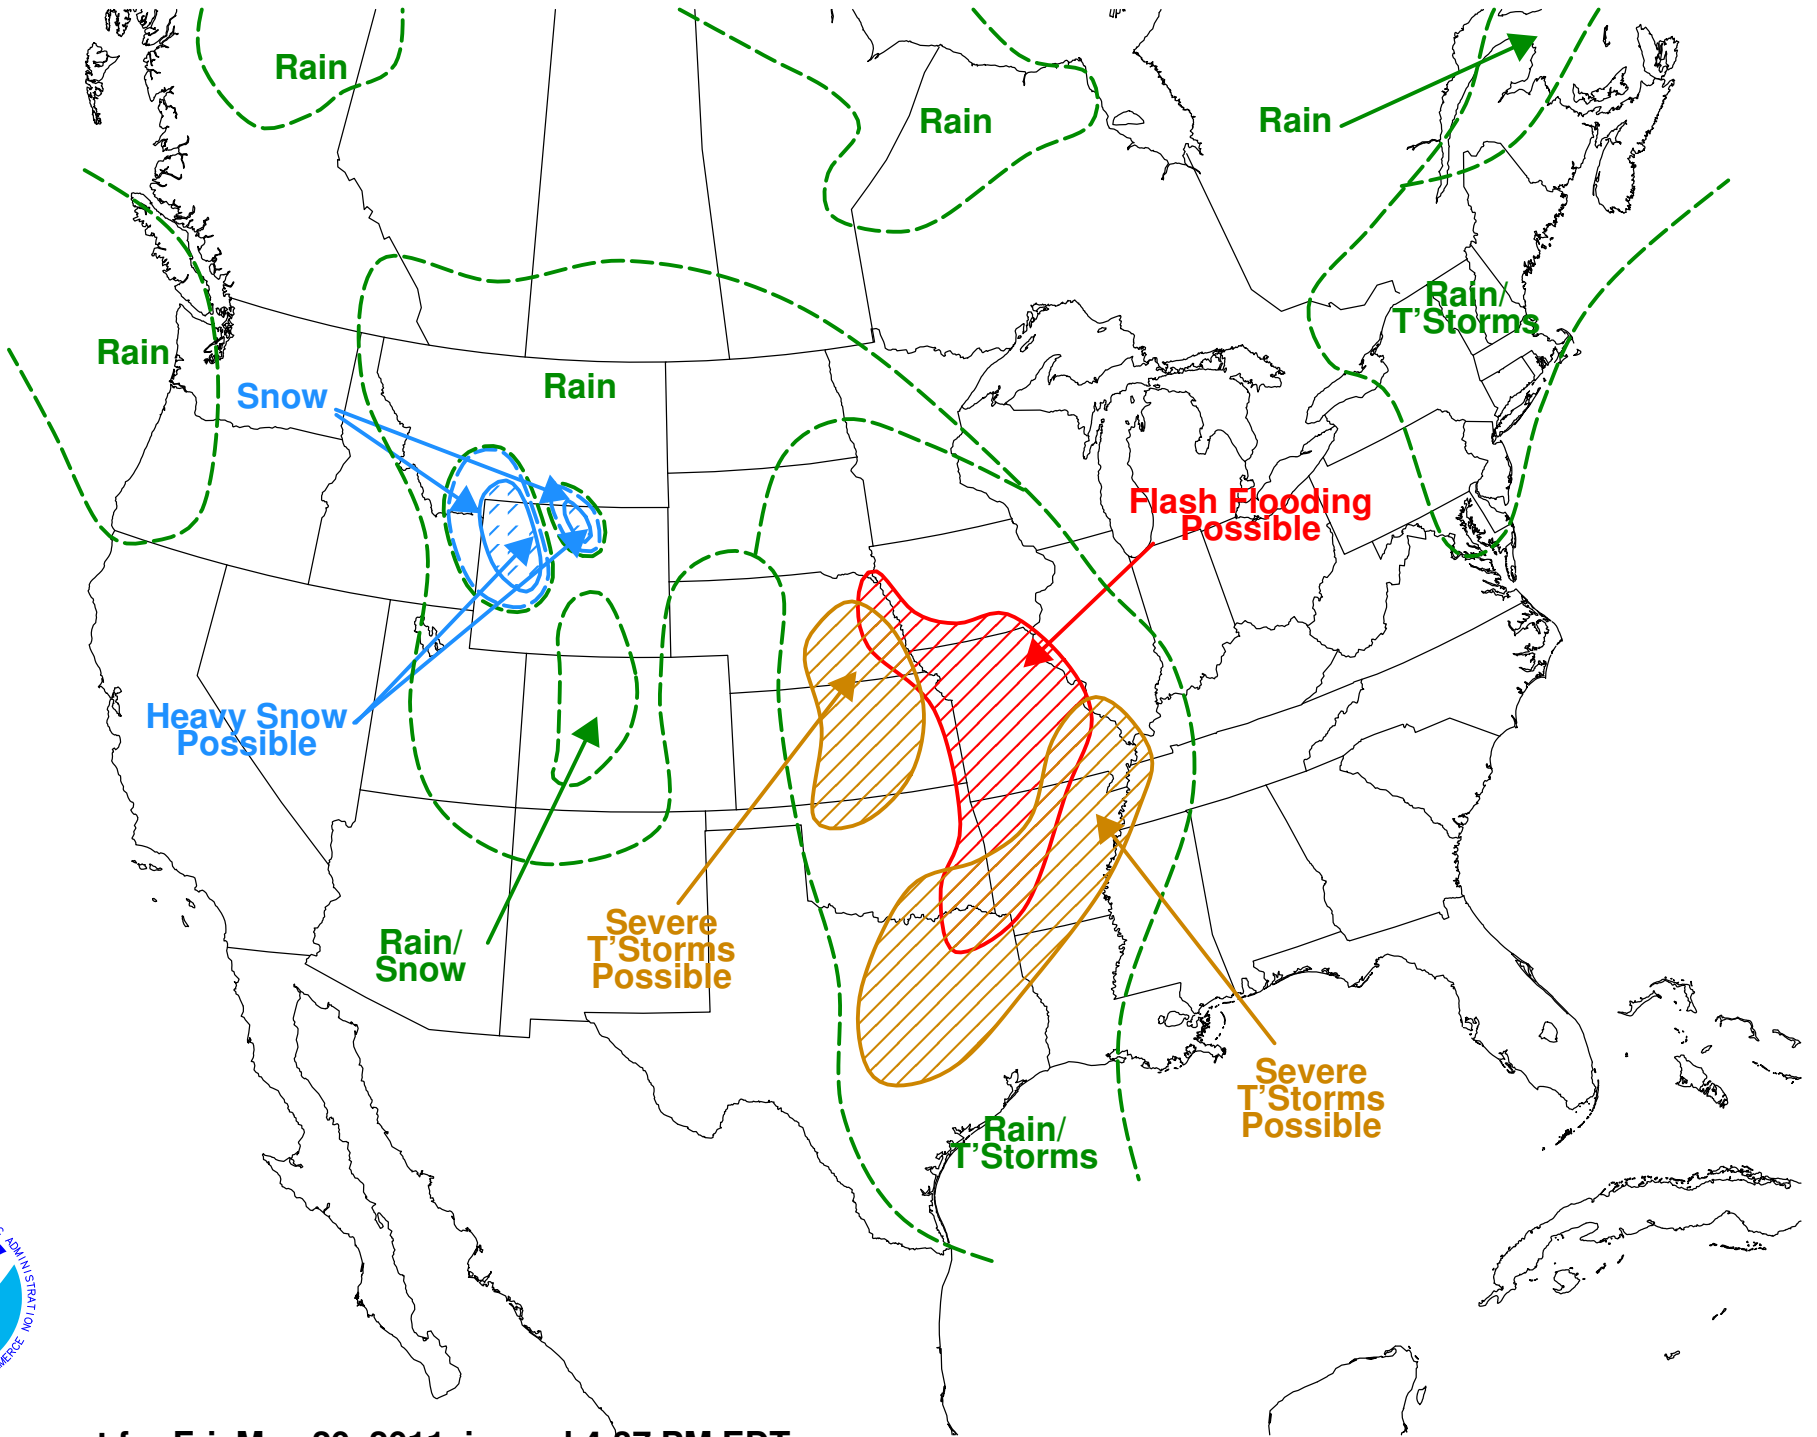 Rain
Rain
Rain
Rain/
T'Storms
Rain
Rain
Snow
Flash Flooding
Possible
Heavy Snow
Possible
Severe
T'Storms
Possible
Rain/
Snow
Severe
T'Storms
Possible
Rain/
T'Storms
ADMINISTRATION